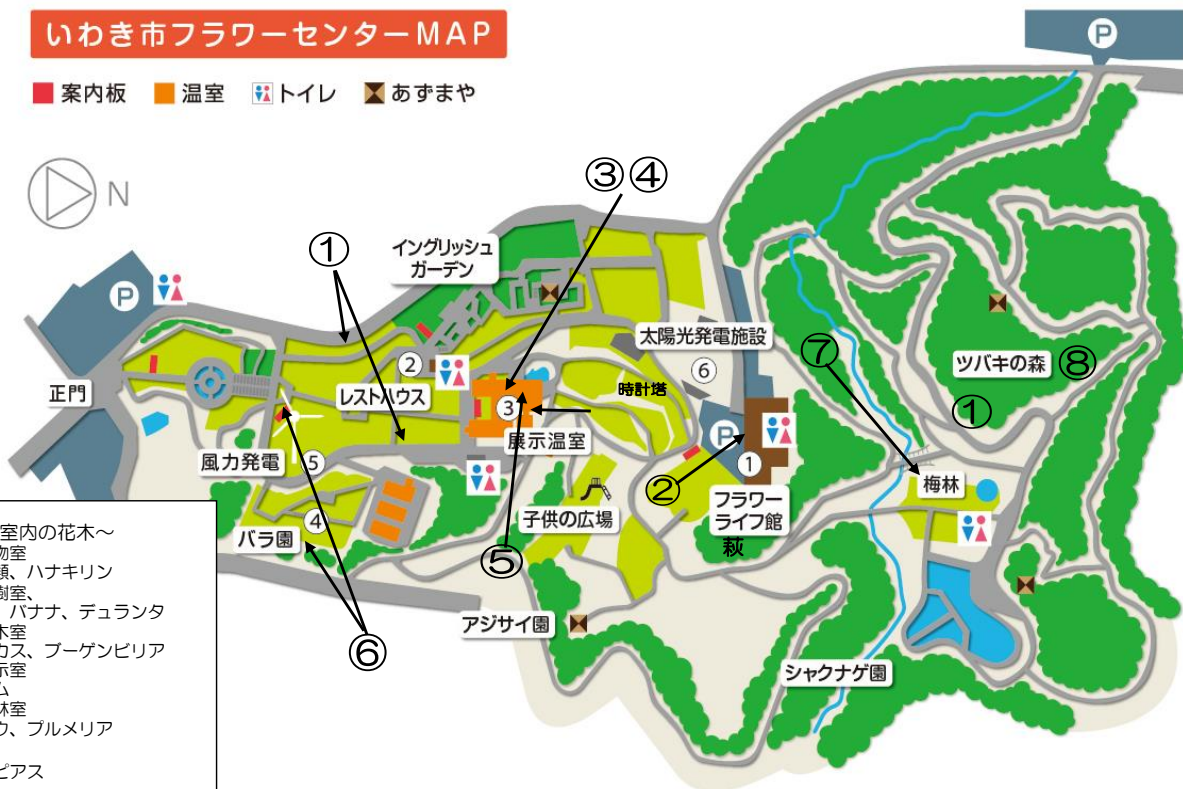 いわき市フラワーセンターMAP
案内板 温室 トイレ あずまや
N
P
③④
①
イングリッシュ
ガーデン
P
太陽光発電施設
⑦
②
⑥
ツバキの森 ⑧
正門
レストハウス
時計塔
③
①
展示温室
P
風力発電
⑤
①
梅林
②
フラワー
ライフ館
萩
④
子供の広場
バラ園
⑤
アジサイ園
⑥
シャクナゲ園
室内の花木～
物室
類、ハナキリン
樹室、
、バナナ、デュランタ
木室
カス、ブーゲンビリア
示室
ム
林室
ウ、プルメリア
ピアス